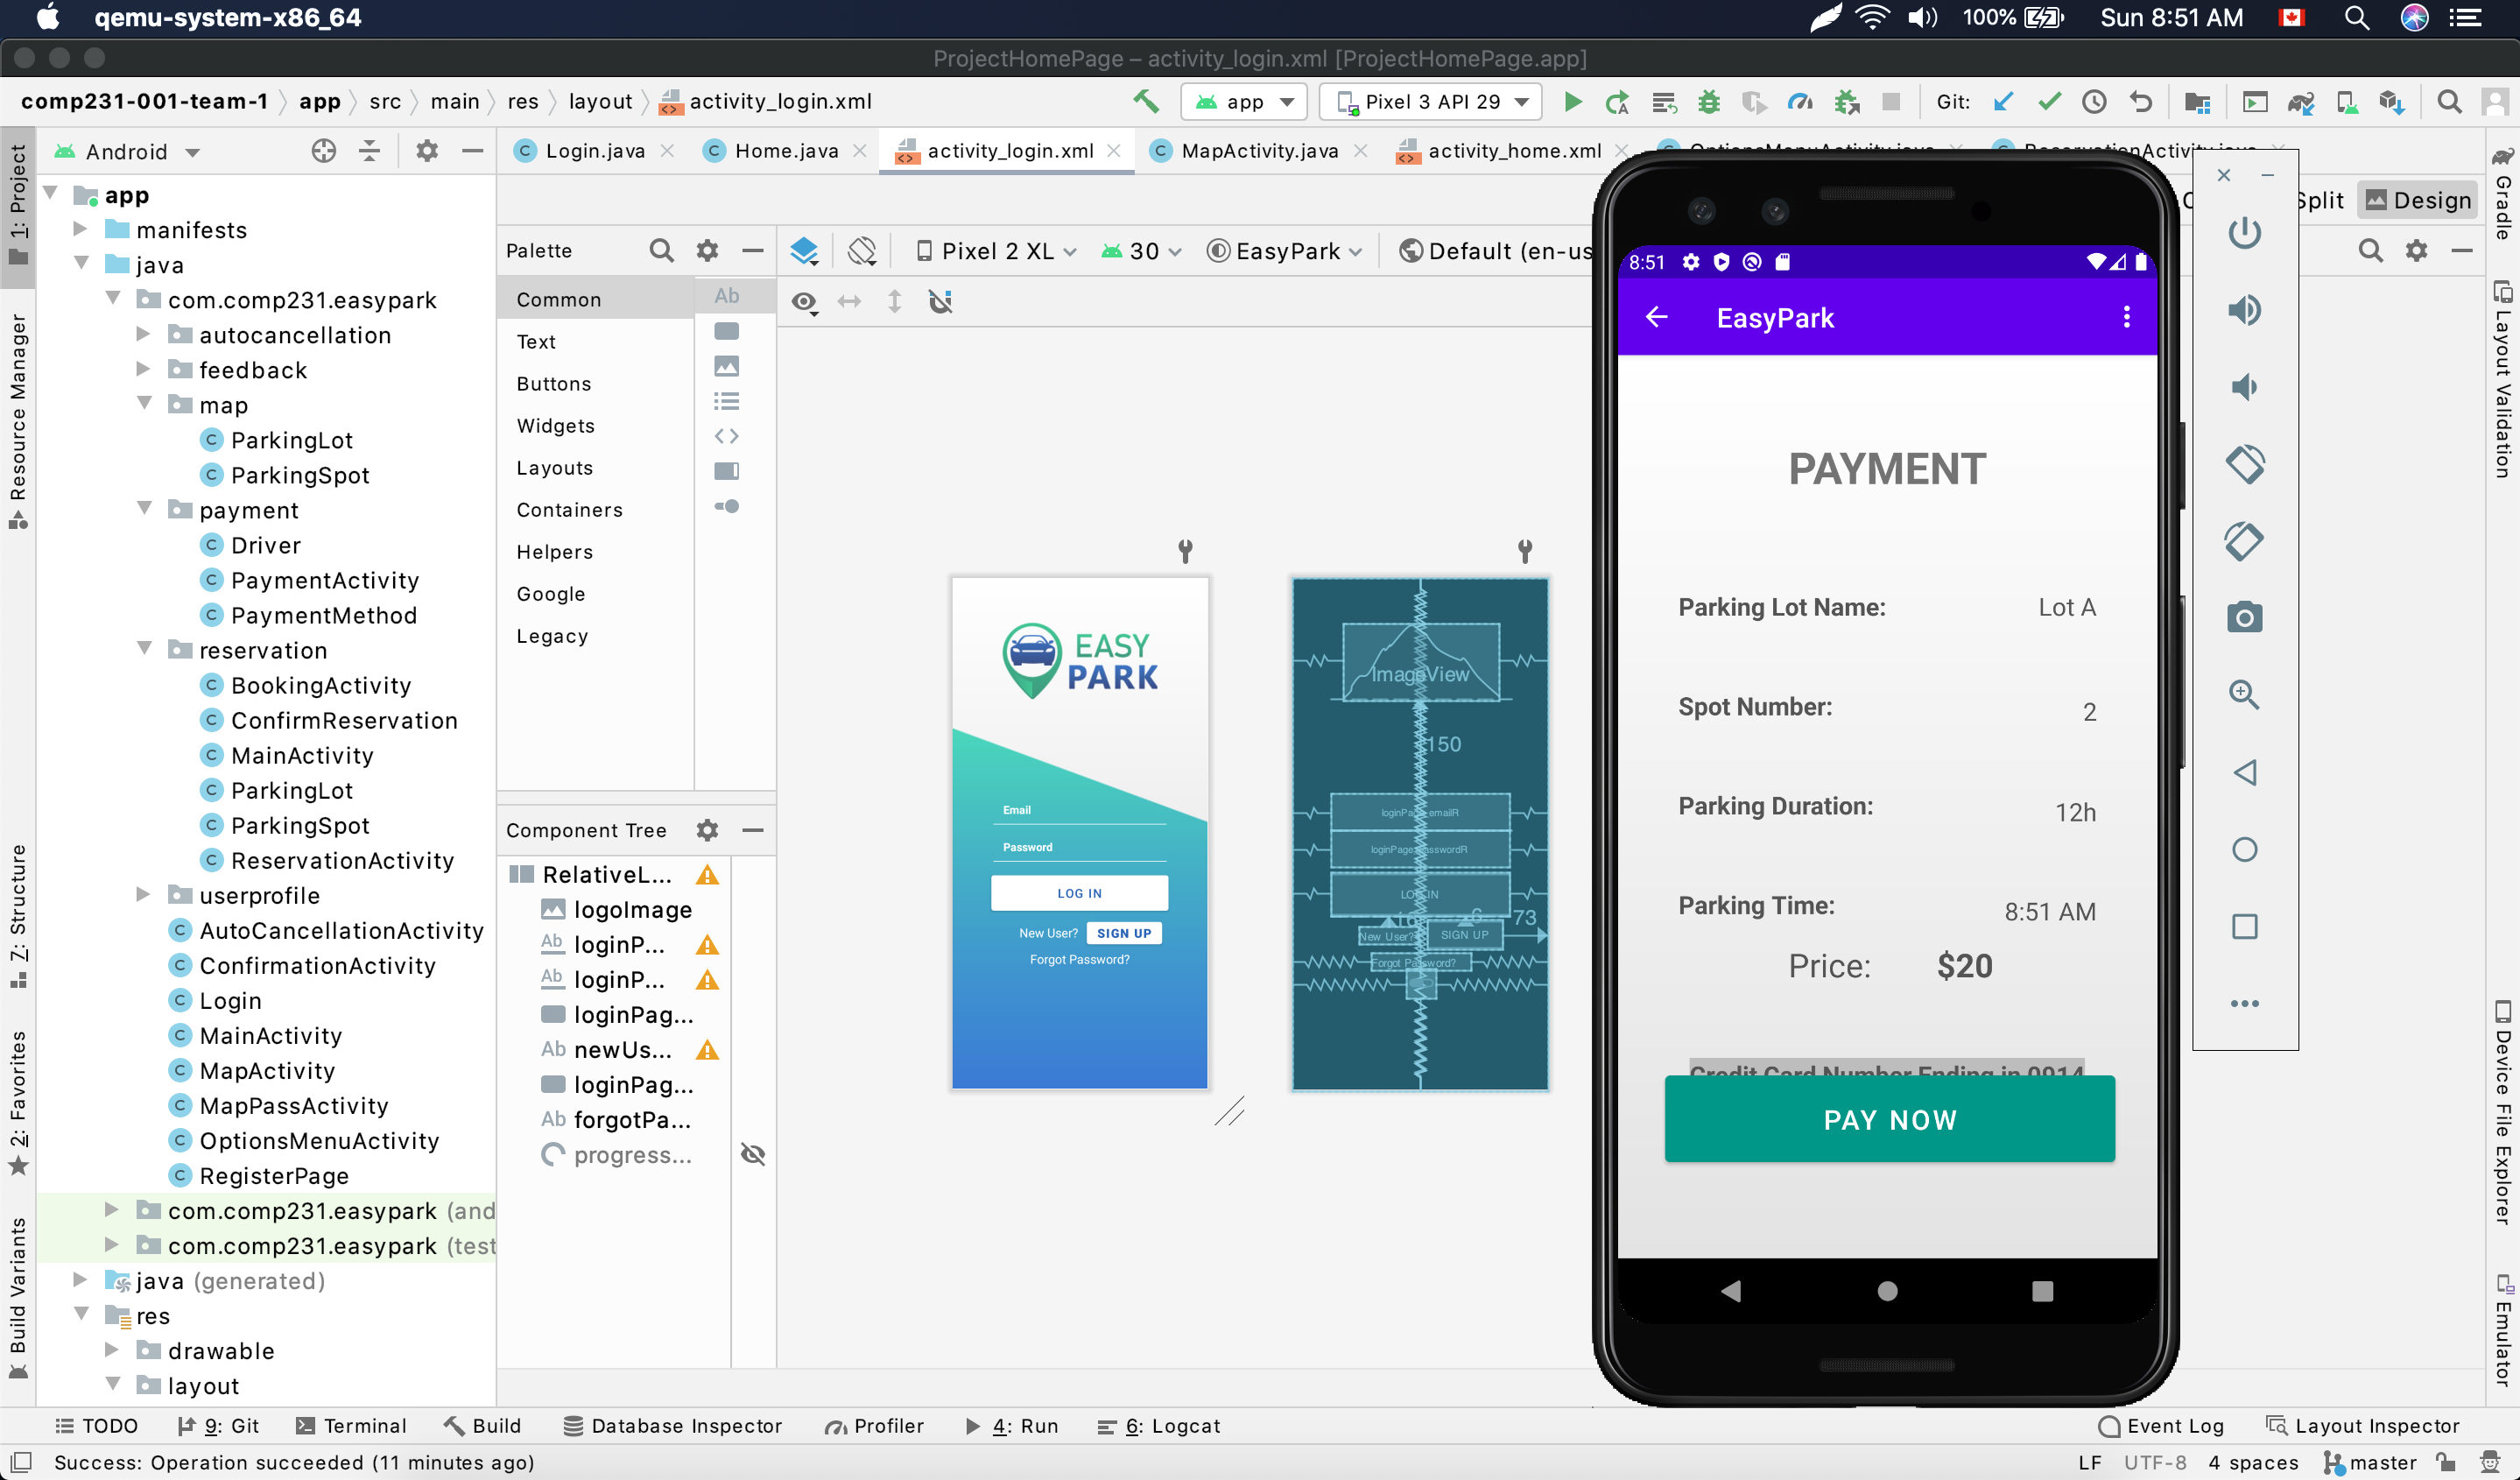 qemu-system-x86_64
100%
Sun 8:51 AM
ProjectHomePage – activity_login.xml [ProjectHomePage.app]
comp231-001-team-1 app src main res layout activity_login.xml
app
Pixel 3 API 29
Git:
1: Project
Resource Manager
7: Structure
2: Favorites
Build Variants
Android
Login.java
Home.java
activity_login.xml
MapActivity.java
activity_home.xml
OptionsMenuActivity.java
ReservationActivity.java
Split
Design
app
manifests
java
com.comp231.easypark
autocancellation
feedback
map
ParkingLot
ParkingSpot
payment
Driver
PaymentActivity
PaymentMethod
reservation
BookingActivity
ConfirmReservation
MainActivity
ParkingLot
ParkingSpot
ReservationActivity
userprofile
AutoCancellationActivity
ConfirmationActivity
Login
MainActivity
MapActivity
MapPassActivity
OptionsMenuActivity
RegisterPage
com.comp231.easypark (and
com.comp231.easypark (test
java (generated)
res
drawable
layout
Palette
Common
Text
Buttons
Widgets
Layouts
Containers
Helpers
Google
Legacy
Ab
Component Tree
RelativeL...
logoImage
Ab loginP...
Ab loginP...
loginPag...
Ab newUs...
loginPag...
Ab forgotPa...
progress...
Pixel 2 XL
30
EasyPark
Default (en-us
EASY
PARK
Email
Password
LOG IN
New User? SIGN UP
Forgot Password?
ImageView
150
LOG IN
73
New User?
SIGN UP
Forgot Password?
8:51
EasyPark
PAYMENT
Parking Lot Name: Lot A
Spot Number: 2
Parking Duration: 12h
Parking Time: 8:51 AM
Price: $20
Credit Card Number Ending in 0914
PAY NOW
Gradle
Layout Validation
Device File Explorer
Emulator
TODO
9: Git
Terminal
Build
Database Inspector
Profiler
4: Run
6: Logcat
Event Log
Layout Inspector
Success: Operation succeeded (11 minutes ago)
LF UTF-8 4 spaces master